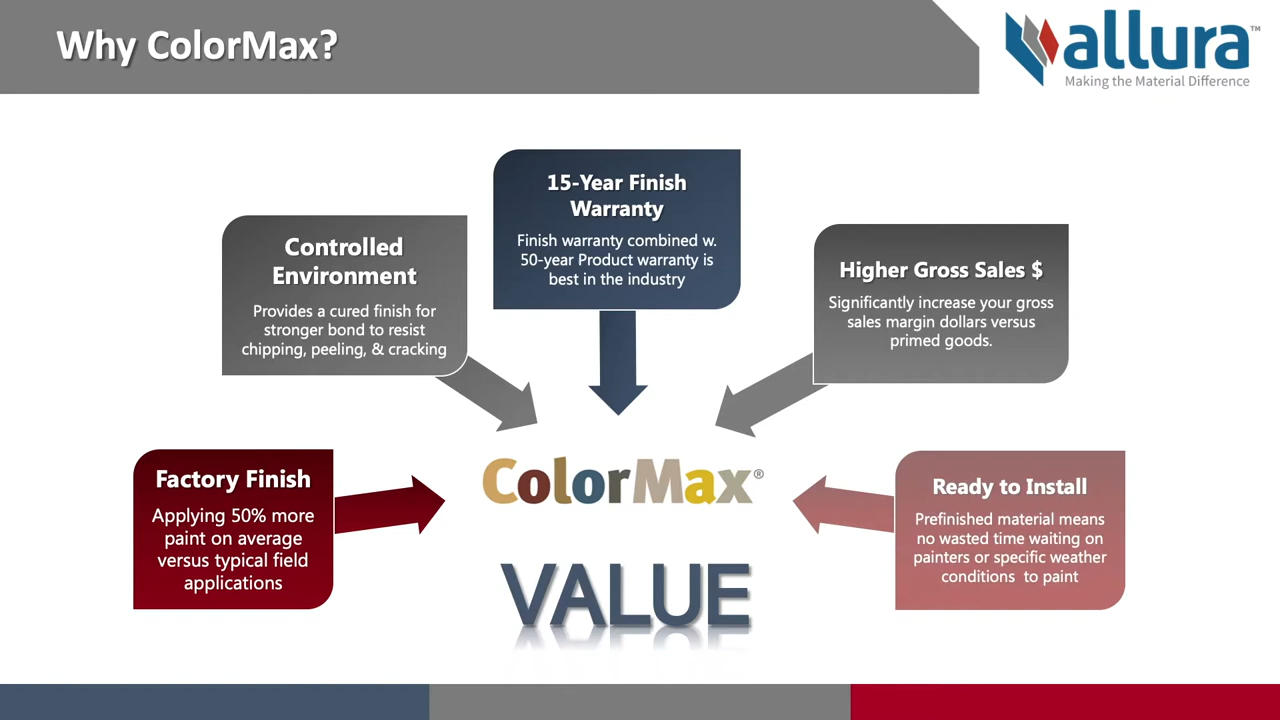 Why ColorMax?
allura™
Making the Material Difference
15-Year Finish
Warranty
Finish warranty combined w.
50-year Product warranty is
best in the industry
Controlled
Environment
Provides a cured finish for
stronger bond to resist
chipping, peeling, & cracking
Higher Gross Sales $
Significantly increase your gross
sales margin dollars versus
primed goods.
Factory Finish
Applying 50% more
paint on average
versus typical field
applications
ColorMax®
VALUE
Ready to Install
Prefinished material means
no wasted time waiting on
painters or specific weather
conditions to paint